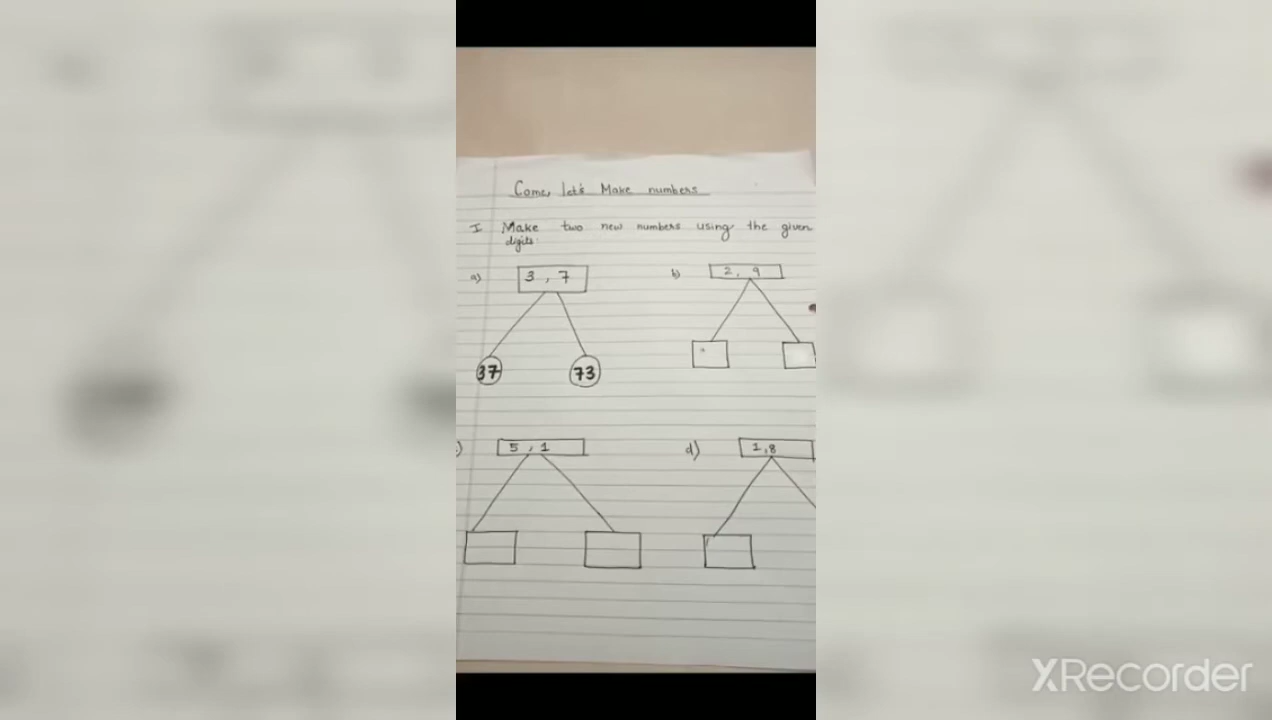 Come, let's Make numbers
I Make two new numbers using the given
digits.
a) 3 , 7 b) 2, 9
37 73
) 5 , 1 d) 1,8
XRecorder